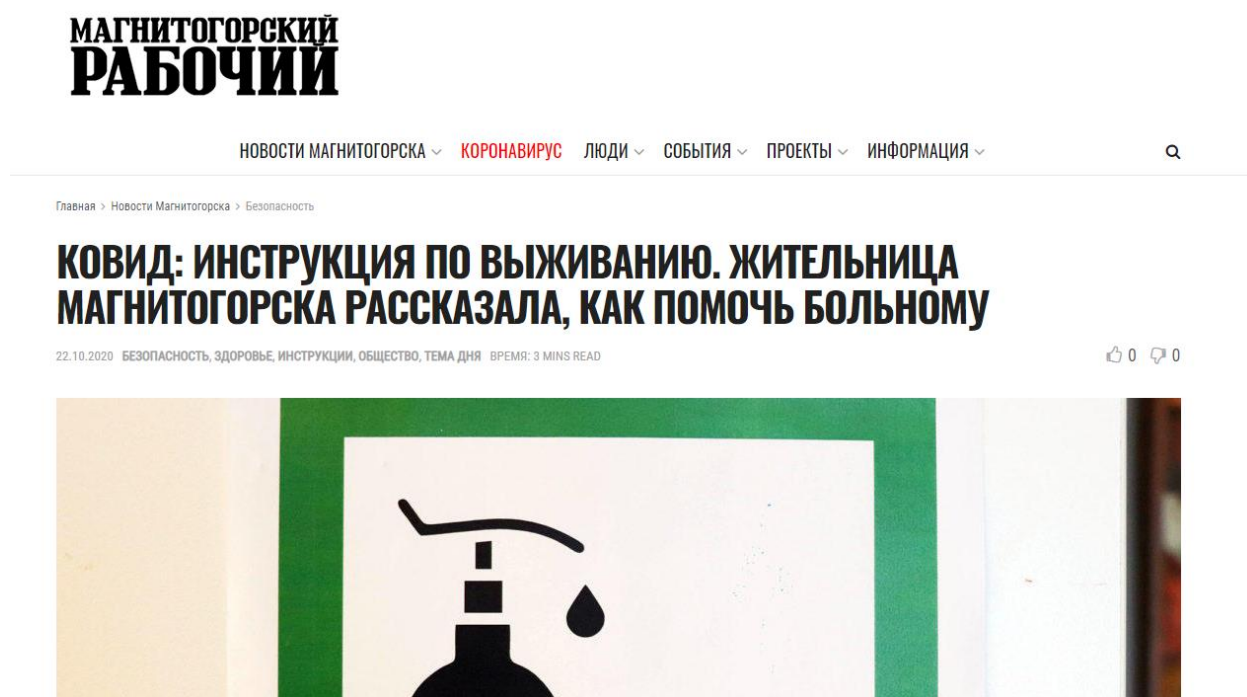 МАГНИТОГОРСКИЙ
РАБОЧИЙ
НОВОСТИ МАГНИТОГОРСКА КОРОНАВИРУС ЛЮДИ СОБЫТИЯ ПРОЕКТЫ ИНФОРМАЦИЯ
Главная > Новости Магнитогорска > Безопасность
КОВИД: ИНСТРУКЦИЯ ПО ВЫЖИВАНИЮ. ЖИТЕЛЬНИЦА
МАГНИТОГОРСКА РАССКАЗАЛА, КАК ПОМОЧЬ БОЛЬНОМУ
22.10.2020 БЕЗОПАСНОСТЬ, ЗДОРОВЬЕ, ИНСТРУКЦИИ, ОБЩЕСТВО, ТЕМА ДНЯ ВРЕМЯ: 3 MINS READ 0 0